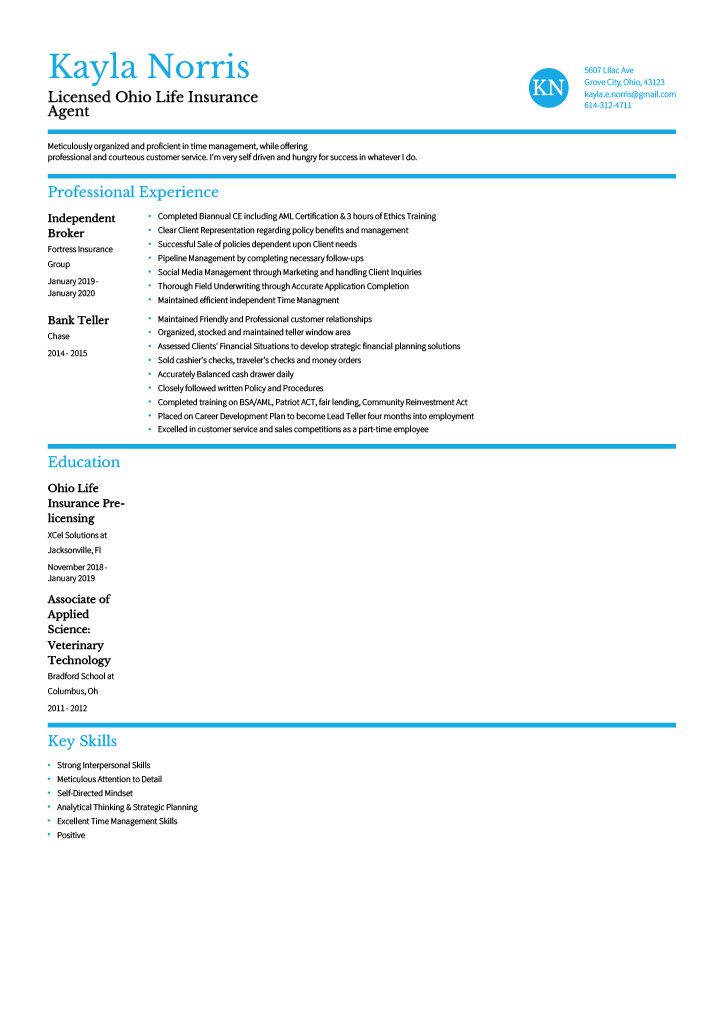 Kayla Norris
Licensed Ohio Life Insurance
Agent
KN
5607 Lilac Ave
Grove City, Ohio, 43123
kayla.e.norris@gmail.com
614-312-4711
Meticulously organized and proficient in time management, while offering
professional and courteous customer service. I'm very self driven and hungry for success in whatever I do.
Professional Experience
Independent
Broker
Fortress Insurance
Group
January 2019 -
January 2020
• Completed Biannual CE including AML Certification & 3 hours of Ethics Training
• Clear Client Representation regarding policy benefits and management
• Successful Sale of policies dependent upon Client needs
• Pipeline Management by completing necessary follow-ups
• Social Media Management through Marketing and handling Client Inquiries
• Thorough Field Underwriting through Accurate Application Completion
• Maintained efficient independent Time Managment
Bank Teller
Chase
2014 - 2015
• Maintained Friendly and Professional customer relationships
• Organized, stocked and maintained teller window area
• Assessed Clients' Financial Situations to develop strategic financial planning solutions
• Sold cashier's checks, traveler's checks and money orders
• Accurately Balanced cash drawer daily
• Closely followed written Policy and Procedures
• Completed training on BSA/AML, Patriot ACT, fair lending, Community Reinvestment Act
• Placed on Career Development Plan to become Lead Teller four months into employment
• Excelled in customer service and sales competitions as a part-time employee
Education
Ohio Life
Insurance Pre-
licensing
XCel Solutions at
Jacksonville, Fl
November 2018 -
January 2019
Associate of
Applied
Science:
Veterinary
Technology
Bradford School at
Columbus, Oh
2011 - 2012
Key Skills
• Strong Interpersonal Skills
• Meticulous Attention to Detail
• Self-Directed Mindset
• Analytical Thinking & Strategic Planning
• Excellent Time Management Skills
• Positive